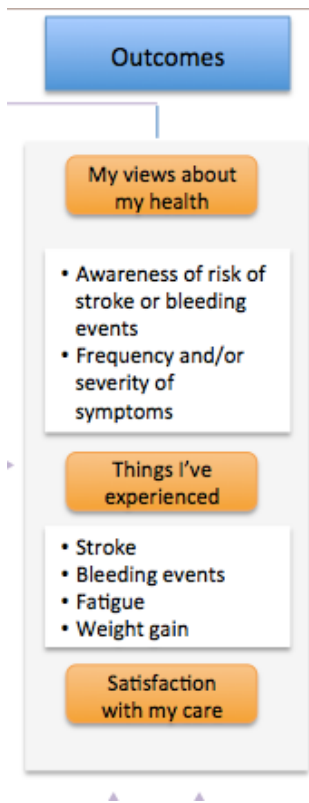 Outcomes
My views about
my health
• Awareness of risk of
stroke or bleeding
events
• Frequency and/or
severity of
symptoms
Things I've
experienced
• Stroke
• Bleeding events
• Fatigue
• Weight gain
Satisfaction
with my care